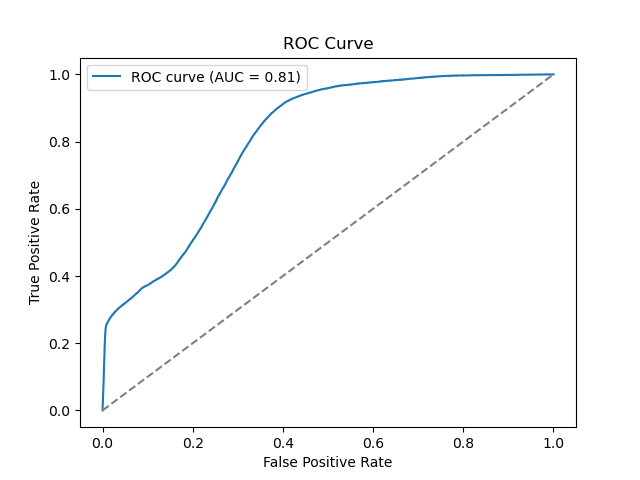 ROC Curve
ROC curve (AUC = 0.81)
1.0
0.8
0.6
0.4
0.2
0.0
True Positive Rate
0.0 0.2 0.4 0.6 0.8 1.0
False Positive Rate